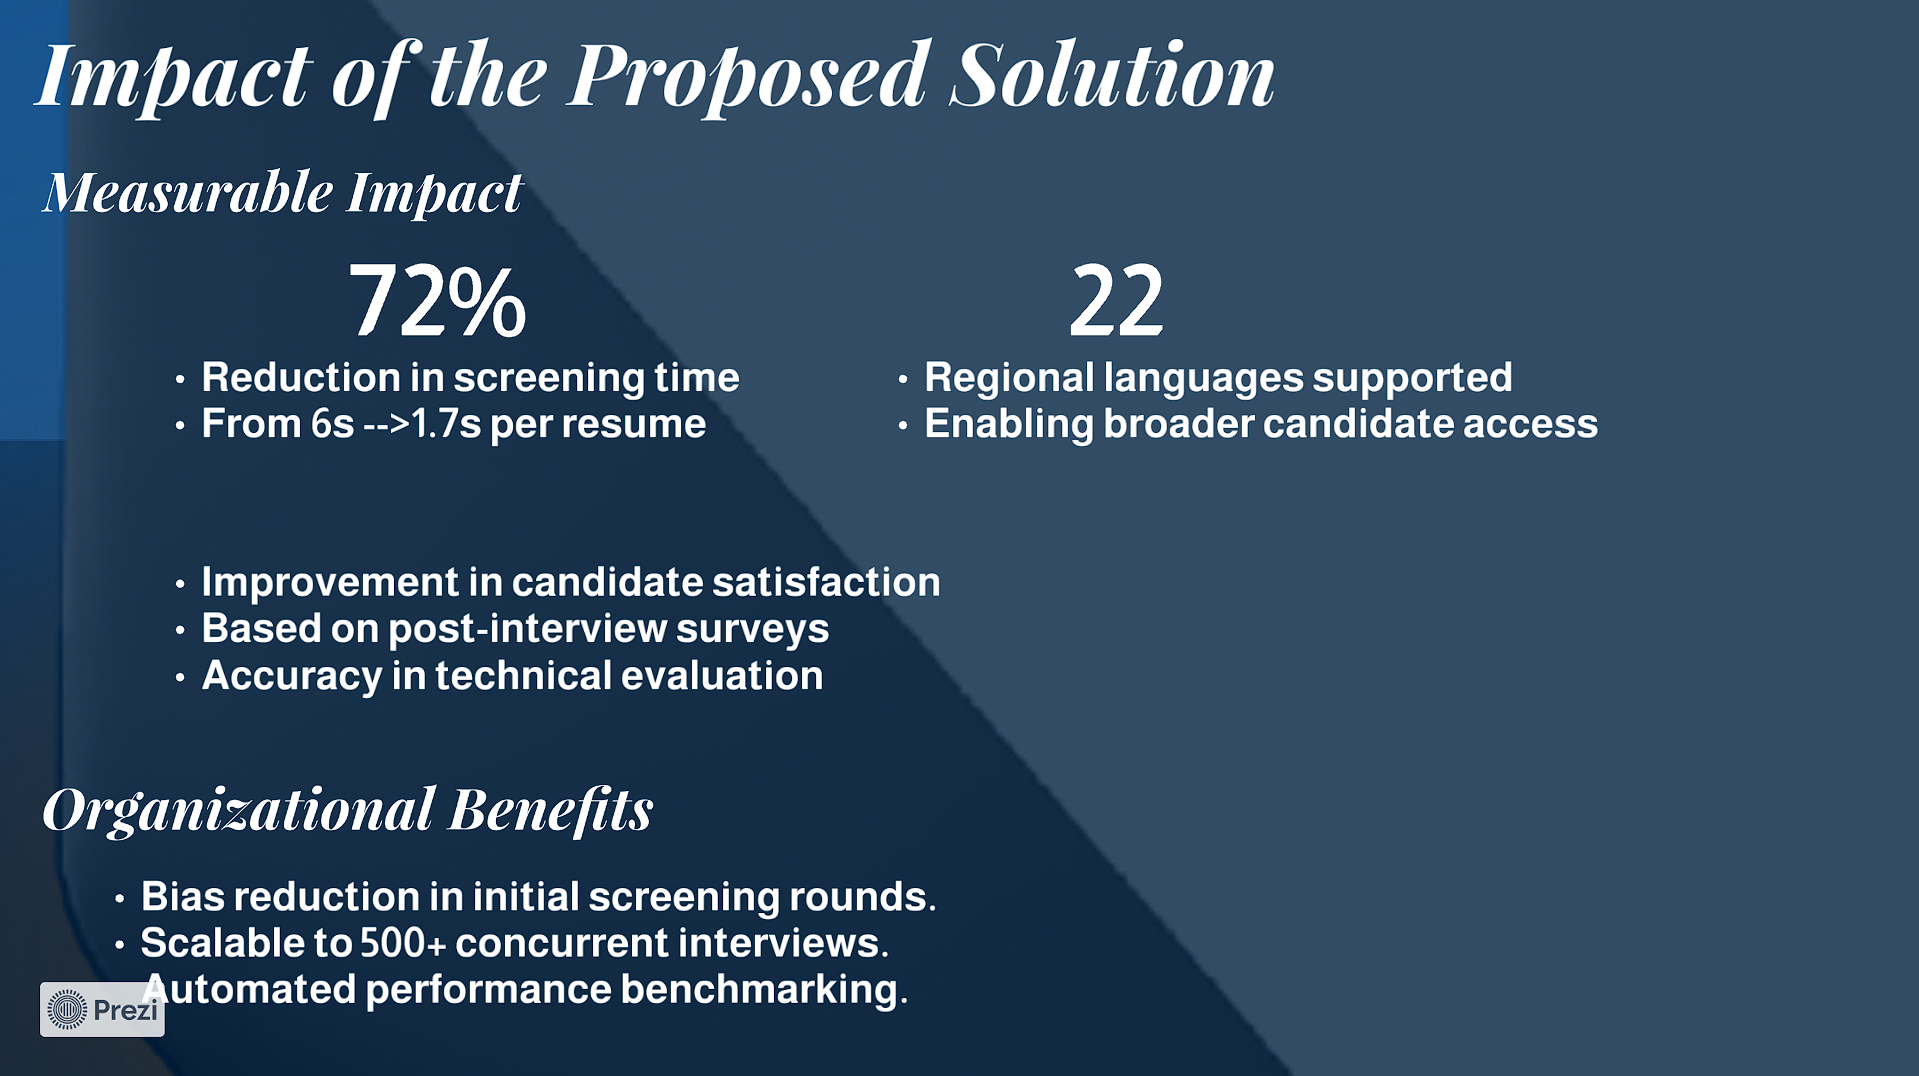 Impact of the Proposed Solution
Measurable Impact
72%
• Reduction in screening time
• From 6s -->1.7s per resume
22
• Regional languages supported
• Enabling broader candidate access
• Improvement in candidate satisfaction
• Based on post-interview surveys
• Accuracy in technical evaluation
Organizational Benefits
• Bias reduction in initial screening rounds.
• Scalable to 500+ concurrent interviews.
Automated performance benchmarking.
Prezi